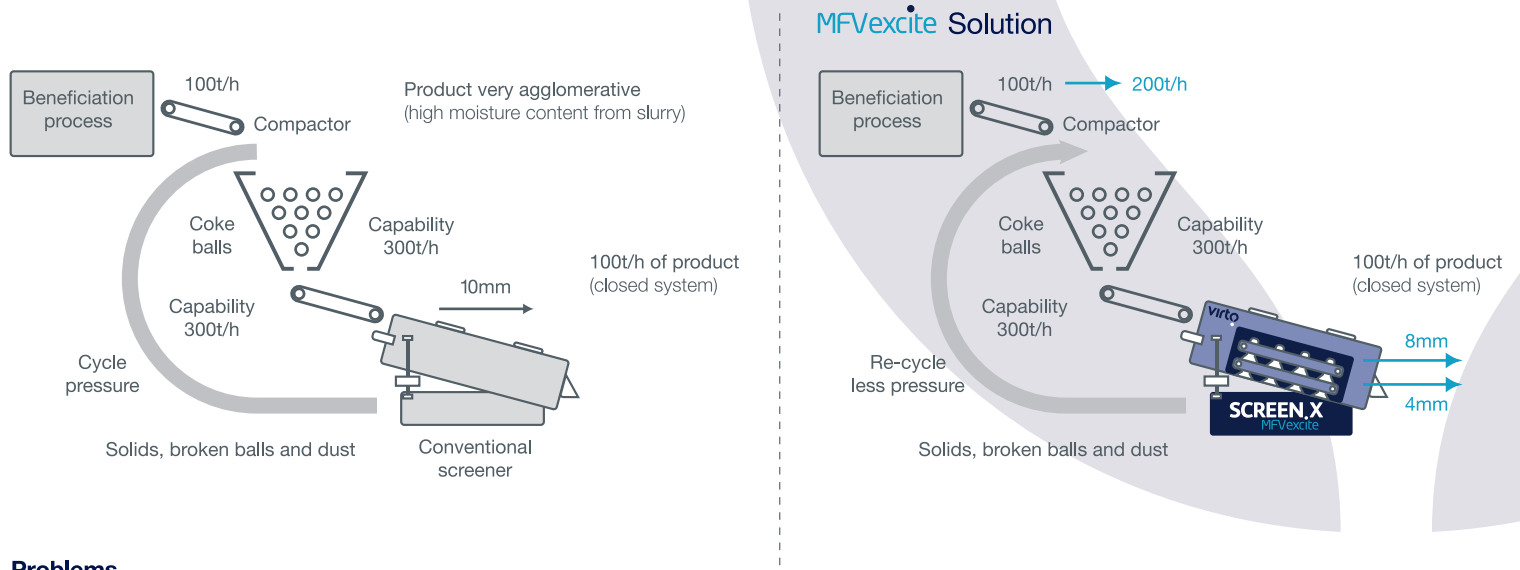 100t/h
Beneficiation
process
Compactor
Product very agglomerative
(high moisture content from slurry)
Coke
balls
Capability
300t/h
100t/h of product
(closed system)
10mm
Capability
300t/h
Cycle
pressure
Solids, broken balls and dust
Conventional
screener
Problems
MFVexcite Solution
100t/h 200t/h
Beneficiation
process
Compactor
Coke
balls
Capability
300t/h
100t/h of product
(closed system)
Capability
300t/h
virto
8mm
Re-cycle
less pressure
4mm
SCREEN.X
MFVexcite
Solids, broken balls and dust